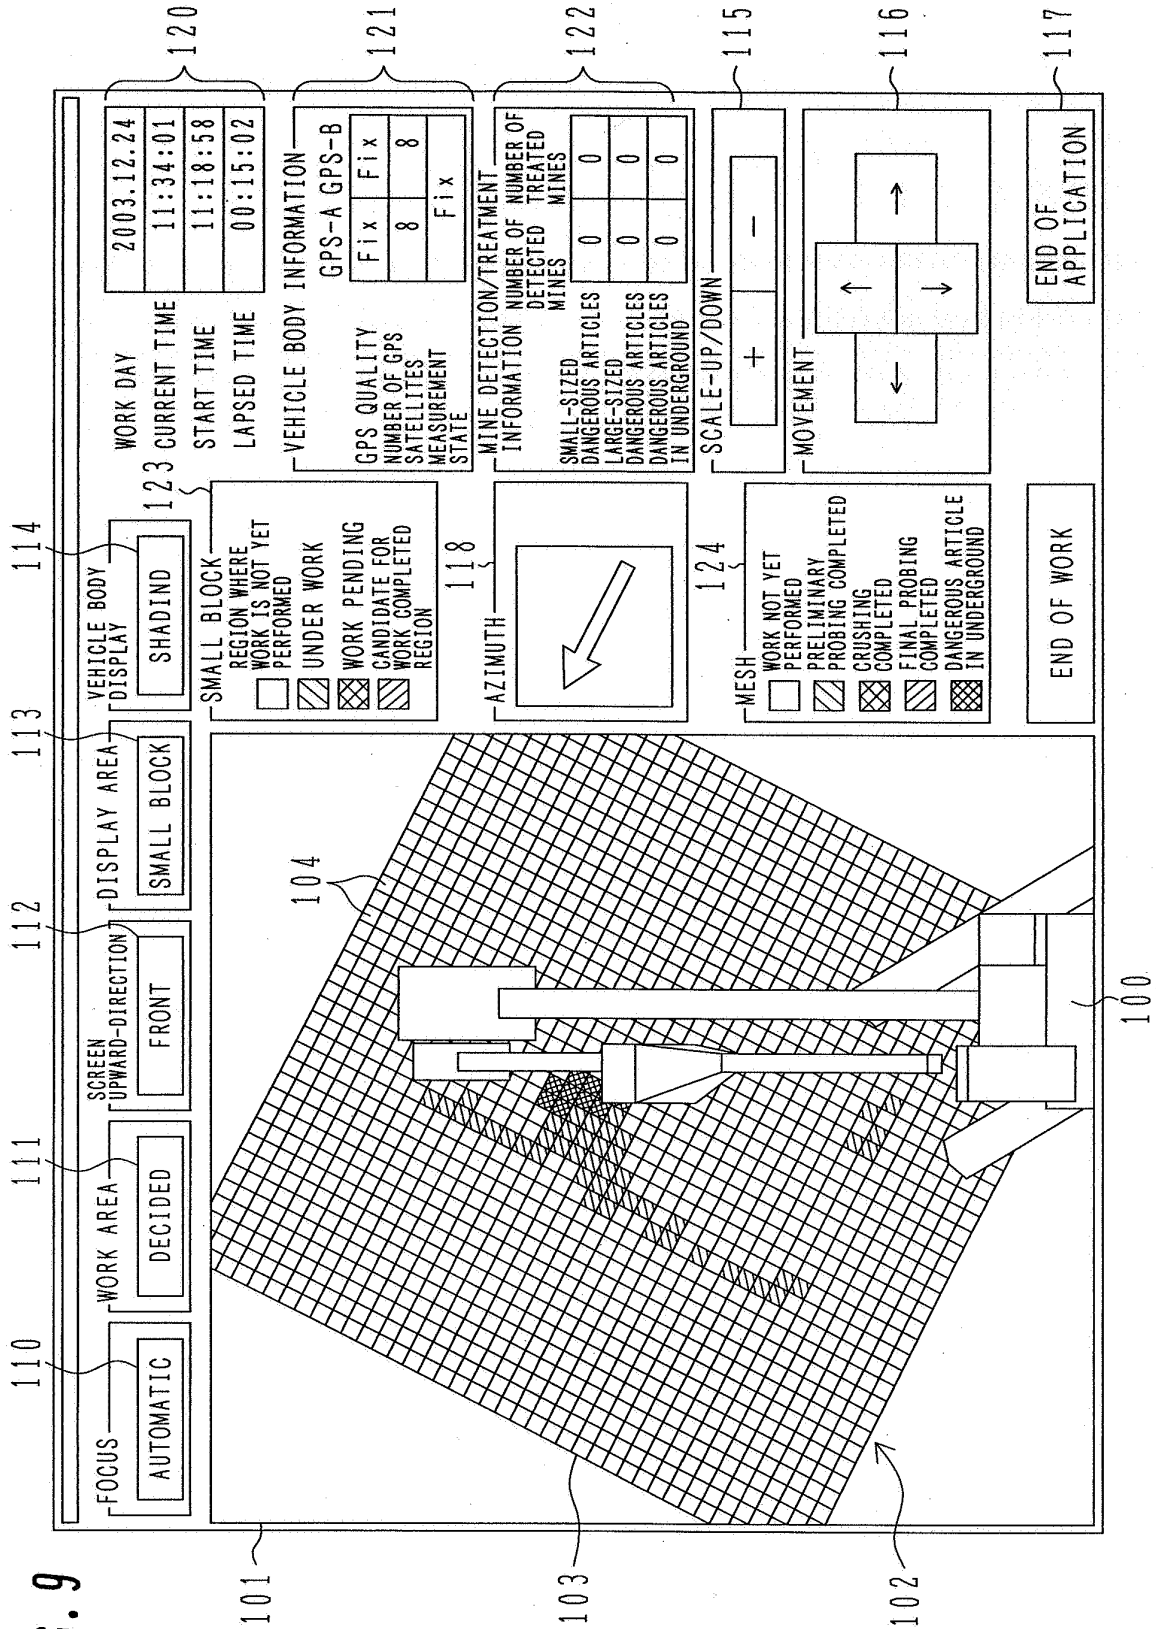 G. 9
110
111
112
113
114
FOCUS
AUTOMATIC
WORK AREA
DECIDED
SCREEN
UPWARD-DIRECTION
FRONT
DISPLAY AREA
SMALL BLOCK
VEHICLE BODY
DISPLAY
SHADIND
WORK DAY
2003.12.24
CURRENT TIME
11:34:01
START TIME
11:18:58
LAPSED TIME
00:15:02
120
101
103
102
104
100
123
SMALL BLOCK
REGION WHERE
WORK IS NOT YET
PERFORMED
UNDER WORK
WORK PENDING
CANDIDATE FOR
WORK COMPLETED
REGION
118
AZIMUTH
124
MESH
WORK NOT YET
PERFORMED
PRELIMINARY
PROBING COMPLETED
CRUSHING
COMPLETED
FINAL PROBING
COMPLETED
DANGEROUS ARTICLE
IN UNDERGROUND
END OF WORK
VEHICLE BODY INFORMATION
GPS-A GPS-B
GPS QUALITY
Fix Fix
NUMBER OF GPS
SATELLITES
8 8
MEASUREMENT
STATE
Fix
121
MINE DETECTION/TREATMENT
INFORMATION
NUMBER OF
DETECTED
MINES
NUMBER OF
TREATED
MINES
SMALL-SIZED
DANGEROUS ARTICLES
0 0
LARGE-SIZED
DANGEROUS ARTICLES
0 0
DANGEROUS ARTICLES
IN UNDERGROUND
0 0
122
SCALE-UP/DOWN
+ −
115
MOVEMENT
← ↑ ↓ →
116
END OF
APPLICATION
117